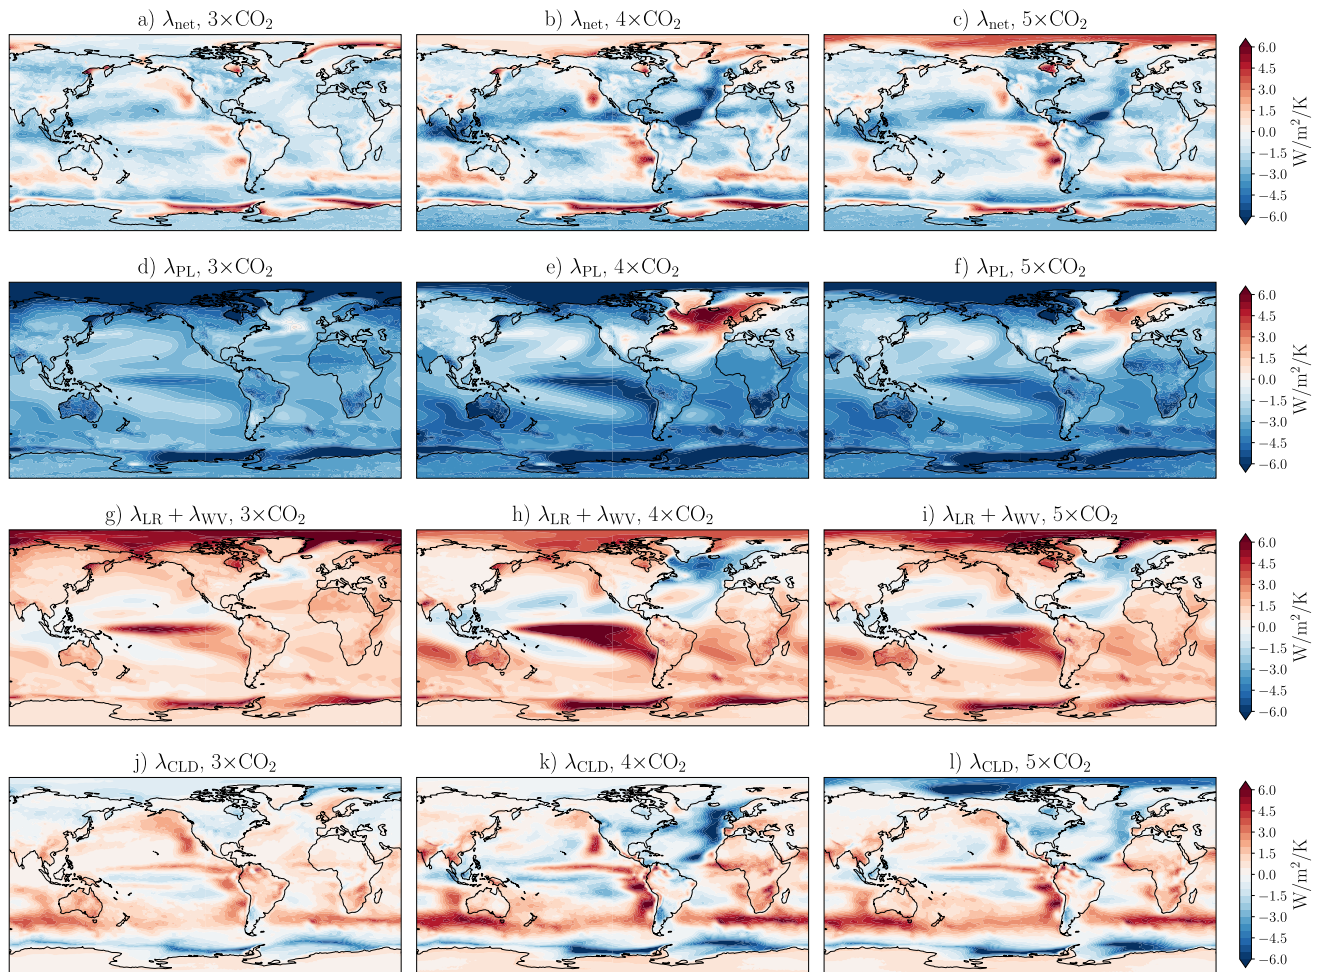 a) λnet, 3×CO2
b) λnet, 4×CO2
c) λnet, 5×CO2
6.0
4.5
3.0
1.5
0.0
−1.5
−3.0
−4.5
−6.0
W/m2/K
d) λPL, 3×CO2
e) λPL, 4×CO2
f) λPL, 5×CO2
6.0
4.5
3.0
1.5
0.0
−1.5
−3.0
−4.5
−6.0
W/m2/K
g) λLR + λWV, 3×CO2
h) λLR + λWV, 4×CO2
i) λLR + λWV, 5×CO2
6.0
4.5
3.0
1.5
0.0
−1.5
−3.0
−4.5
−6.0
W/m2/K
j) λCLD, 3×CO2
k) λCLD, 4×CO2
l) λCLD, 5×CO2
6.0
4.5
3.0
1.5
0.0
−1.5
−3.0
−4.5
−6.0
W/m2/K